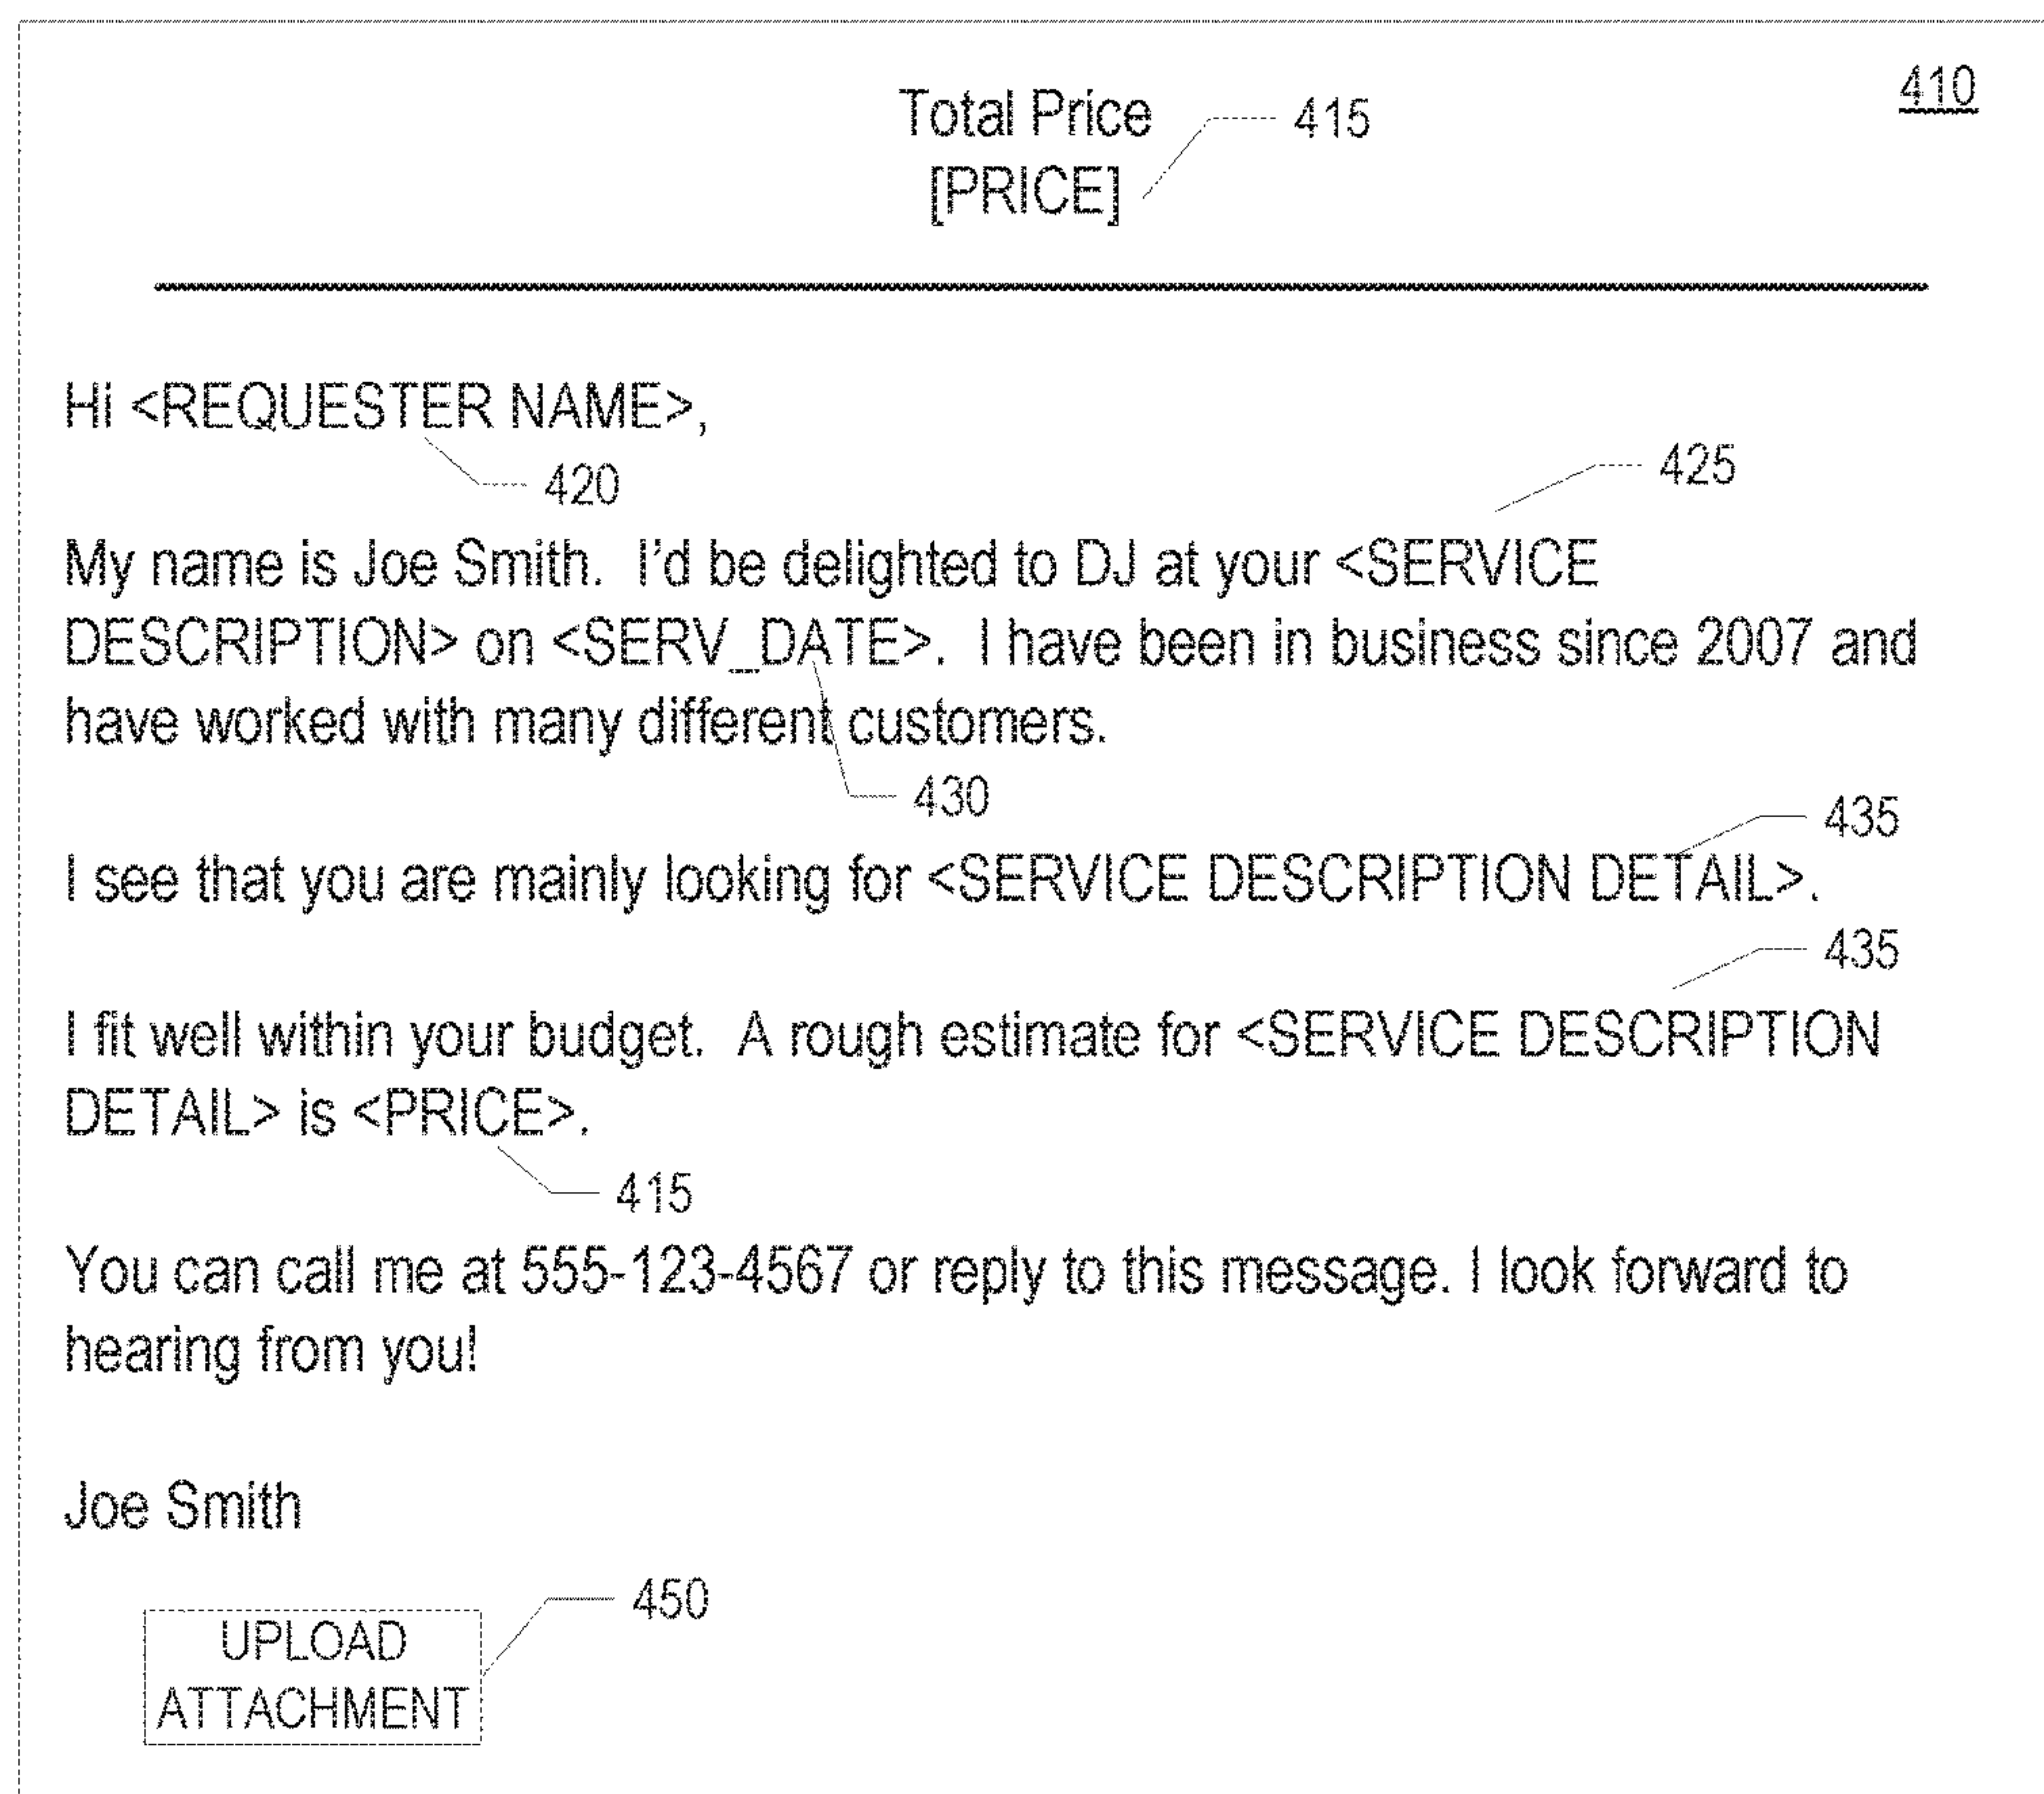 410
Total Price
415
[PRICE]
Hi <REQUESTER NAME>,
420
425
My name is Joe Smith.  I'd be delighted to DJ at your <SERVICE
DESCRIPTION> on <SERV_DATE>.  I have been in business since 2007 and
have worked with many different customers.
430
435
I see that you are mainly looking for <SERVICE DESCRIPTION DETAIL>.
435
I fit well within your budget.  A rough estimate for <SERVICE DESCRIPTION
DETAIL> is <PRICE>.
415
You can call me at 555-123-4567 or reply to this message. I look forward to
hearing from you!
Joe Smith
450
UPLOAD
ATTACHMENT